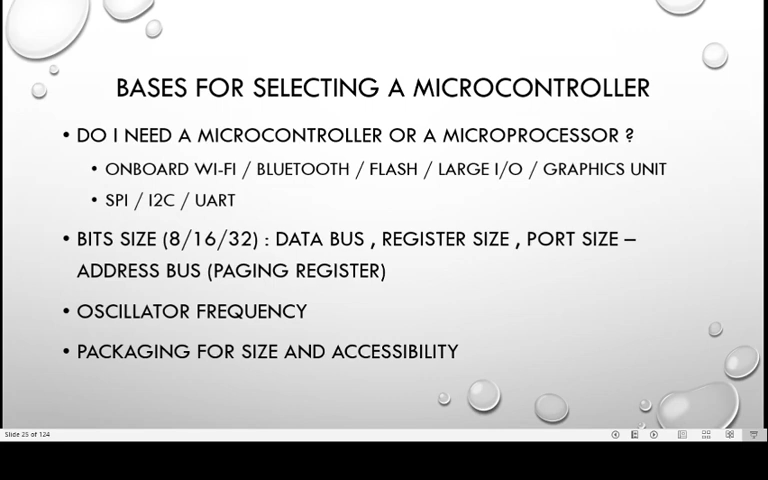 BASES FOR SELECTING A MICROCONTROLLER
• DO I NEED A MICROCONTROLLER OR A MICROPROCESSOR ?
• ONBOARD WI-FI / BLUETOOTH / FLASH / LARGE I/O / GRAPHICS UNIT
• SPI / I2C / UART
• BITS SIZE (8/16/32) : DATA BUS , REGISTER SIZE , PORT SIZE –
ADDRESS BUS (PAGING REGISTER)
• OSCILLATOR FREQUENCY
• PACKAGING FOR SIZE AND ACCESSIBILITY
Slide 25 of 124